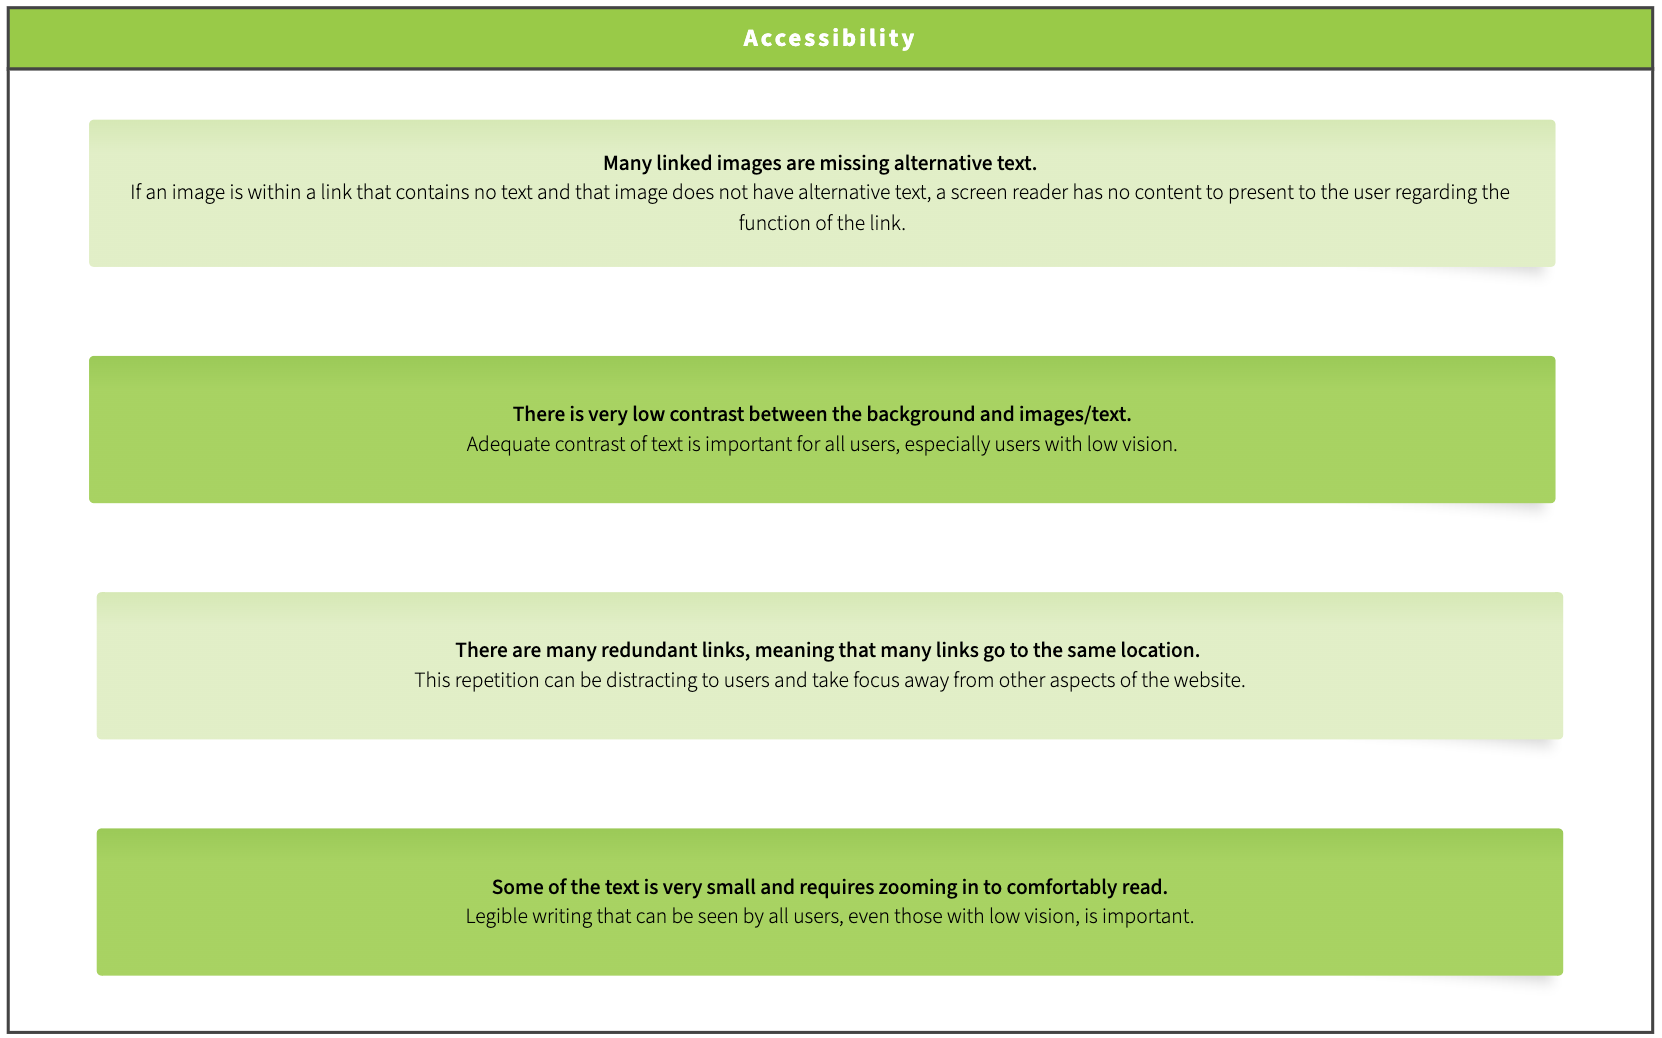 Accessibility
Many linked images are missing alternative text.
If an image is within a link that contains no text and that image does not have alternative text, a screen reader has no content to present to the user regarding the
function of the link.
There is very low contrast between the background and images/text.
Adequate contrast of text is important for all users, especially users with low vision.
There are many redundant links, meaning that many links go to the same location.
This repetition can be distracting to users and take focus away from other aspects of the website.
Some of the text is very small and requires zooming in to comfortably read.
Legible writing that can be seen by all users, even those with low vision, is important.